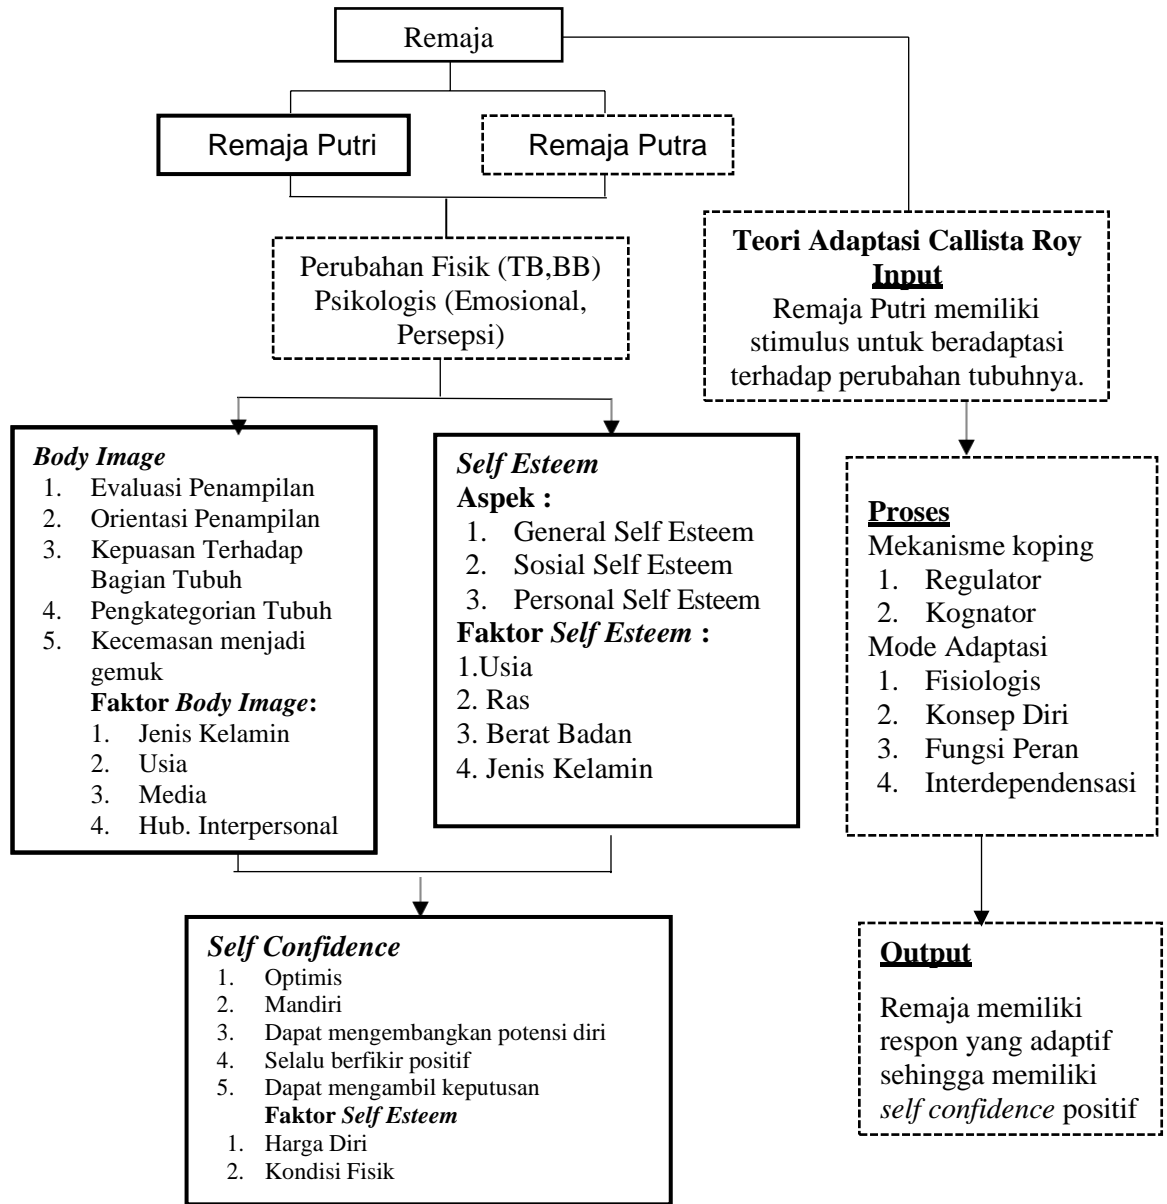 Remaja
Remaja Putri
Remaja Putra
Perubahan Fisik (TB,BB)
Psikologis (Emosional,
Persepsi)
Teori Adaptasi Callista Roy
Input
Remaja Putri memiliki
stimulus untuk beradaptasi
terhadap perubahan tubuhnya.
Body Image
1. Evaluasi Penampilan
2. Orientasi Penampilan
3. Kepuasan Terhadap
Bagian Tubuh
4. Pengkategorian Tubuh
5. Kecemasan menjadi
gemuk
Faktor Body Image:
1. Jenis Kelamin
2. Usia
3. Media
4. Hub. Interpersonal
Self Esteem
Aspek :
1. General Self Esteem
2. Sosial Self Esteem
3. Personal Self Esteem
Faktor Self Esteem :
1.Usia
2. Ras
3. Berat Badan
4. Jenis Kelamin
Proses
Mekanisme koping
1. Regulator
2. Kognator
Mode Adaptasi
1. Fisiologis
2. Konsep Diri
3. Fungsi Peran
4. Interdependensasi
Self Confidence
1. Optimis
2. Mandiri
3. Dapat mengembangkan potensi diri
4. Selalu berfikir positif
5. Dapat mengambil keputusan
Faktor Self Esteem
1. Harga Diri
2. Kondisi Fisik
Output
Remaja memiliki
respon yang adaptif
sehingga memiliki
self confidence positif